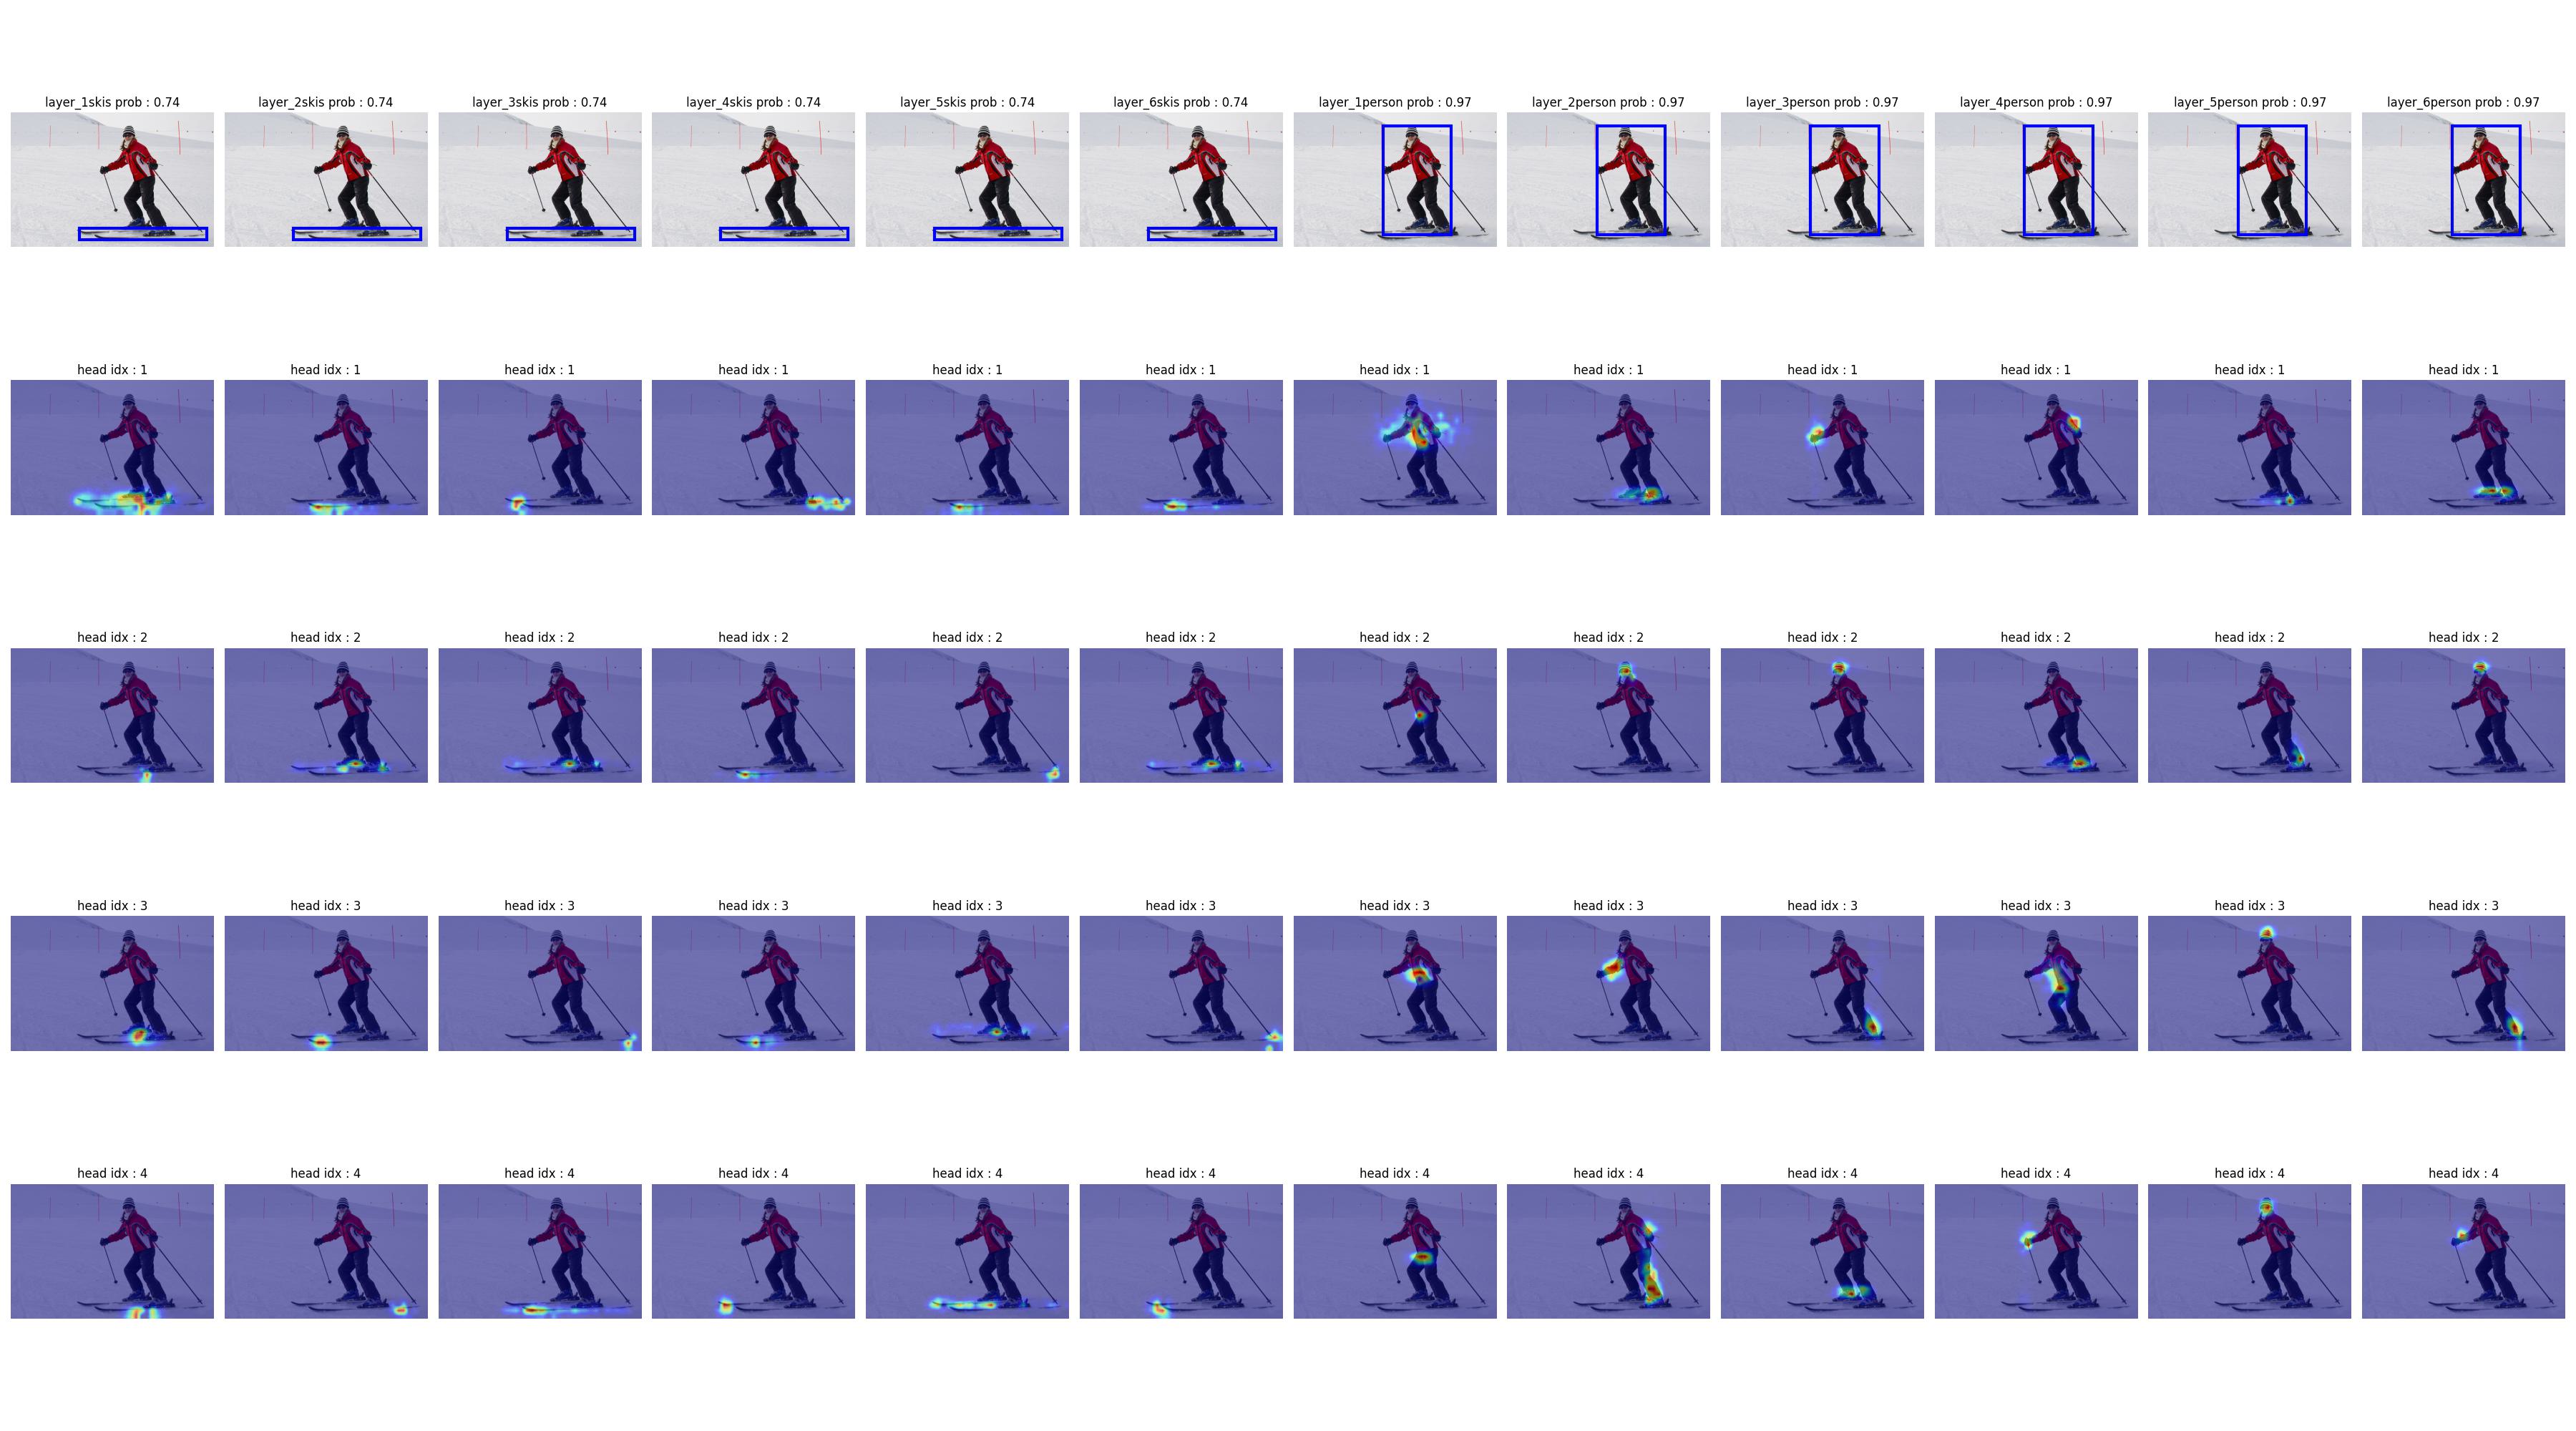 layer_1skis prob : 0.74 layer_2skis prob : 0.74 layer_3skis prob : 0.74 layer_4skis prob : 0.74 layer_5skis prob : 0.74 layer_6skis prob : 0.74 layer_1person prob : 0.97 layer_2person prob : 0.97 layer_3person prob : 0.97 layer_4person prob : 0.97 layer_5person prob : 0.97 layer_6person prob : 0.97
head idx : 1 head idx : 1 head idx : 1 head idx : 1 head idx : 1 head idx : 1 head idx : 1 head idx : 1 head idx : 1 head idx : 1 head idx : 1 head idx : 1
head idx : 2 head idx : 2 head idx : 2 head idx : 2 head idx : 2 head idx : 2 head idx : 2 head idx : 2 head idx : 2 head idx : 2 head idx : 2 head idx : 2
head idx : 3 head idx : 3 head idx : 3 head idx : 3 head idx : 3 head idx : 3 head idx : 3 head idx : 3 head idx : 3 head idx : 3 head idx : 3 head idx : 3
head idx : 4 head idx : 4 head idx : 4 head idx : 4 head idx : 4 head idx : 4 head idx : 4 head idx : 4 head idx : 4 head idx : 4 head idx : 4 head idx : 4